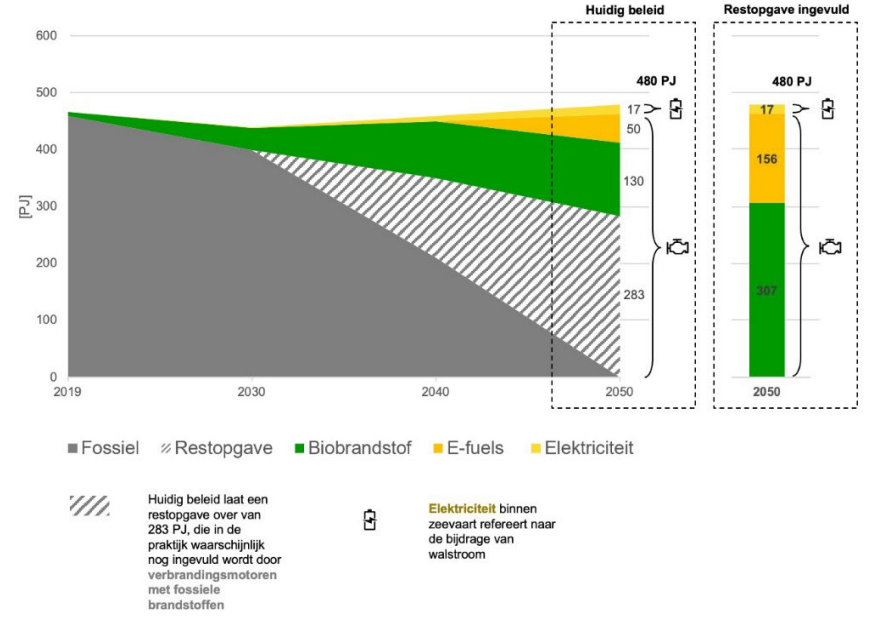 Huidig beleid
Restopgave ingevuld
600
500
400
300
200
100
0
[PJ]
480 PJ
17
50
130
283
480 PJ
17
156
307
2019
2030
2040
2050
2050
Fossiel
Restopgave
Biobrandstof
E-fuels
Elektriciteit
Huidig beleid laat een
restopgave over van
283 PJ, die in de
praktijk waarschijnlijk
nog ingevuld wordt door
verbrandingsmotoren
met fossiele
brandstoffen
Elektriciteit binnen
zeevaart refereert naar
de bijdrage van
walstroom